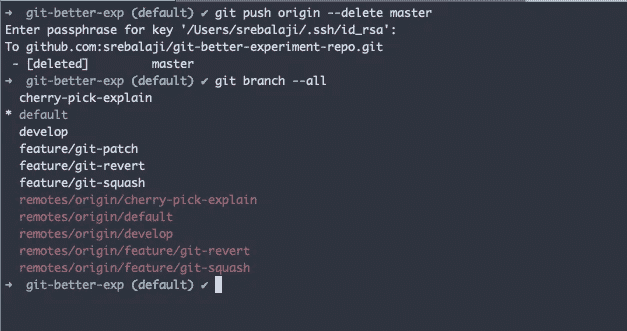 ➜  git-better-exp (default) ✔ git push origin --delete master
Enter passphrase for key '/Users/srebalaji/.ssh/id_rsa':
To github.com:srebalaji/git-better-experiment-repo.git
 - [deleted]         master
➜  git-better-exp (default) ✔ git branch --all
  cherry-pick-explain
* default
  develop
  feature/git-patch
  feature/git-revert
  feature/git-squash
  remotes/origin/cherry-pick-explain
  remotes/origin/default
  remotes/origin/develop
  remotes/origin/feature/git-revert
  remotes/origin/feature/git-squash
➜  git-better-exp (default) ✔